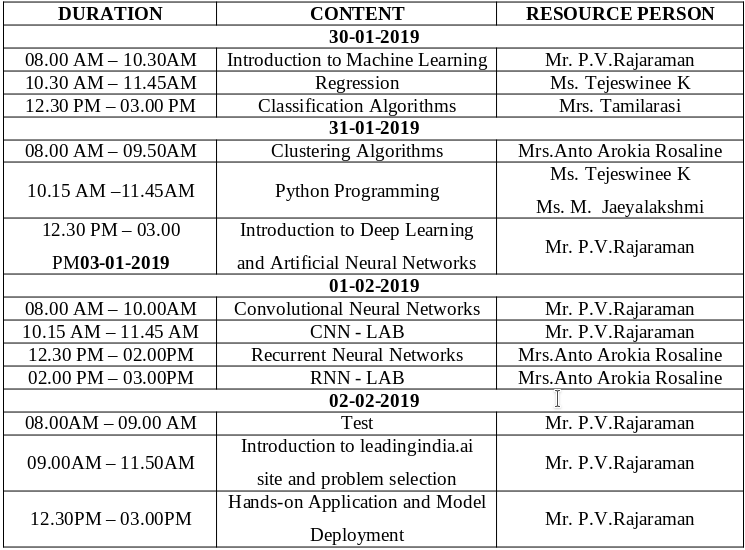 DURATION CONTENT RESOURCE PERSON
30-01-2019
08.00 AM – 10.30AM Introduction to Machine Learning Mr. P.V.Rajaraman
10.30 AM – 11.45AM Regression Ms. Tejeswinee K
12.30 PM – 03.00 PM Classification Algorithms Mrs. Tamilarasi
31-01-2019
08.00 AM – 09.50AM Clustering Algorithms Mrs.Anto Arokia Rosaline
10.15 AM –11.45AM Python Programming Ms. Tejeswinee K
Ms. M. Jaeyalakshmi
12.30 PM – 03.00 Introduction to Deep Learning Mr. P.V.Rajaraman
PM03-01-2019 and Artificial Neural Networks
01-02-2019
08.00 AM – 10.00AM Convolutional Neural Networks Mr. P.V.Rajaraman
10.15 AM – 11.45 AM CNN - LAB Mr. P.V.Rajaraman
12.30 PM – 02.00PM Recurrent Neural Networks Mrs.Anto Arokia Rosaline
02.00 PM – 03.00PM RNN - LAB Mrs.Anto Arokia Rosaline
02-02-2019
08.00AM – 09.00 AM Test Mr. P.V.Rajaraman
09.00AM – 11.50AM Introduction to leadingindia.ai Mr. P.V.Rajaraman
site and problem selection
12.30PM – 03.00PM Hands-on Application and Model Mr. P.V.Rajaraman
Deployment